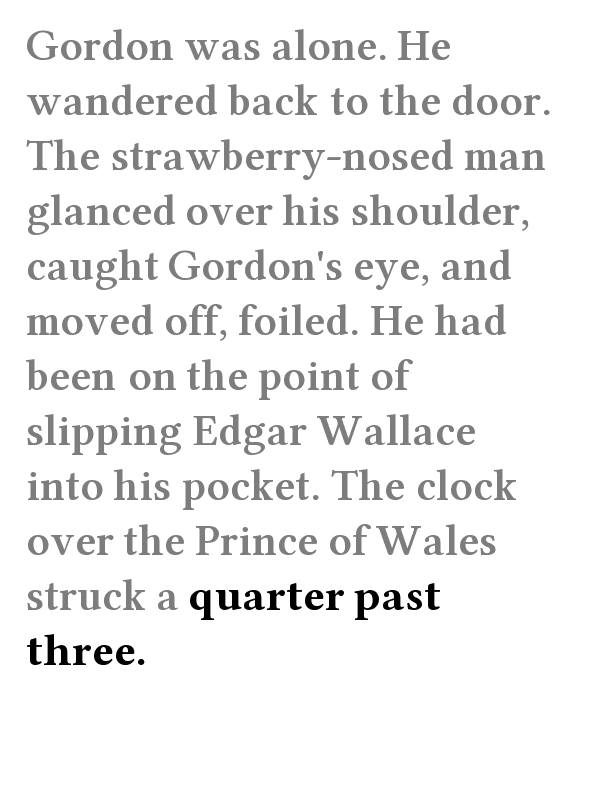 Gordon was alone. He
wandered back to the door.
The strawberry-nosed man
glanced over his shoulder,
caught Gordon's eye, and
moved off, foiled. He had
been on the point of
slipping Edgar Wallace
into his pocket. The clock
over the Prince of Wales
struck a quarter past
three.